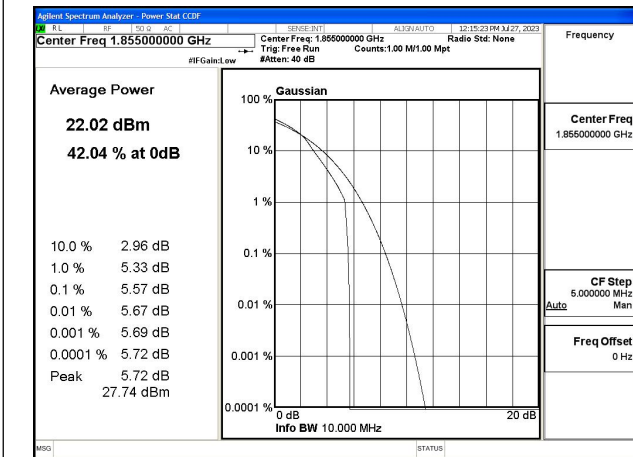 Agilent Spectrum Analyzer - Power Stat CCDF
RL RF 50 Ω AC SENSE:INT ALIGN AUTO 12:15:23 PM Jul 27, 2023
Center Freq 1.855000000 GHz
Center Freq: 1.855000000 GHz Radio Std: None
Trig: Free Run Counts:1.00 M/1.00 Mpt
#IFGain:Low #Atten: 40 dB
Frequency
Average Power
22.02 dBm
42.04 % at 0dB
10.0 % 2.96 dB
1.0 % 5.33 dB
0.1 % 5.57 dB
0.01 % 5.67 dB
0.001 % 5.69 dB
0.0001 % 5.72 dB
Peak 5.72 dB
27.74 dBm
Gaussian
100 %
10 %
1 %
0.1 %
0.01 %
0.001 %
0.0001 %
0 dB 20 dB
Info BW 10.000 MHz
Center Freq
1.855000000 GHz
CF Step
5.000000 MHz
Auto Man
Freq Offset
0 Hz
MSG STATUS